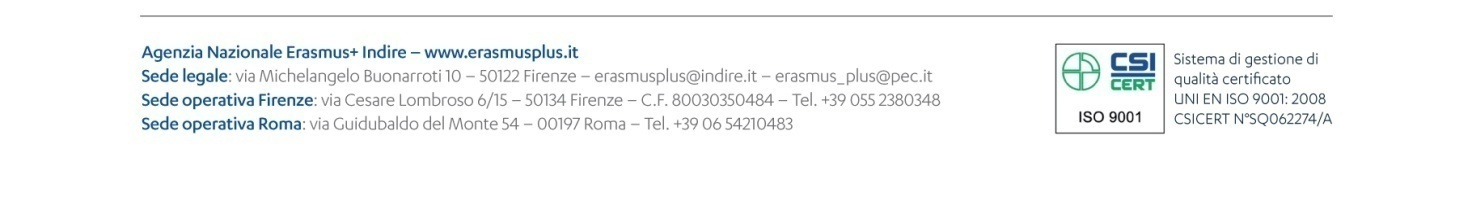 Agenzia Nazionale Erasmus+ Indire – www.erasmusplus.it
Sede legale: via Michelangelo Buonarroti 10 – 50122 Firenze – erasmusplus@indire.it – erasmus_plus@pec.it
Sede operativa Firenze: via Cesare Lombroso 6/15 – 50134 Firenze – C.F. 80030350484 – Tel. +39 055 2380348
Sede operativa Roma: via Guidubaldo del Monte 54 – 00197 Roma – Tel. +39 06 54210483
CSI
CERT
ISO 9001
Sistema di gestione di
qualità certificato
UNI EN ISO 9001: 2008
CSICERT N°SQ062274/A